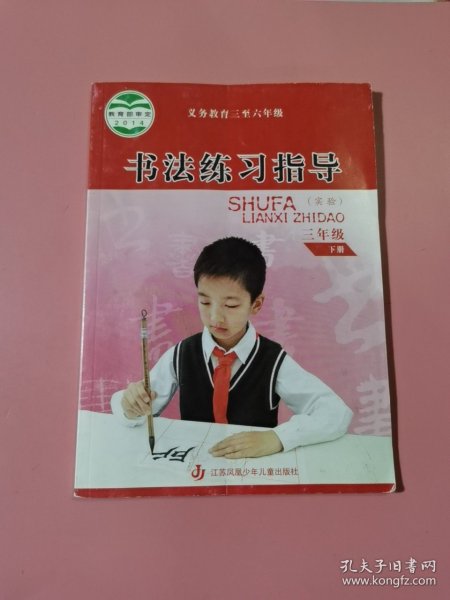 教育部审定
2014
义务教育三至六年级
书法练习指导
SHUFA
(实验)
LIANXI ZHIDAO
三年级
下册
江苏凤凰少年儿童出版社
孔夫子旧书网
www.kongfz.com